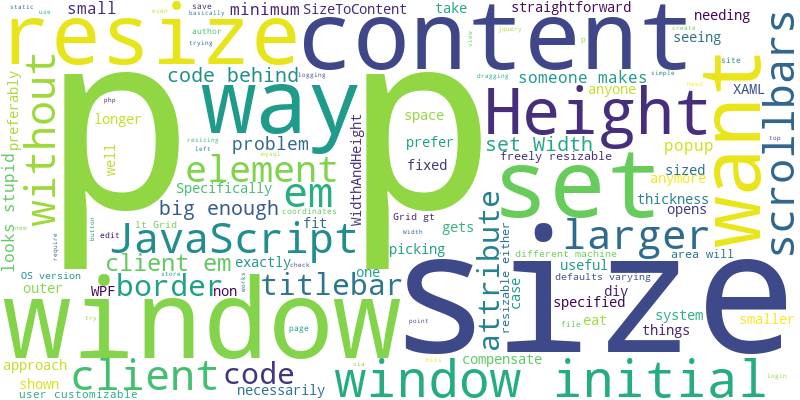 static use
save
basically
small minimum SizeToContent
author
trying
even
take
view
jquery
straightforward
p
create
needing
seeing
site
resize content
logging
dragging
simple
need
code behind someone makes anyone
preferably
without
php
longer
way
space
Height
want
XAML
scrollbars
well
problem
WidthAndHeight
prefer
set Width
popup
resizing left
mysql
p p
freely resizable
sized
anymore
top
element
fixed
set
looks stupid
Specifically
em
thickness
big enough
coordinates
Grid gt
Width
attribute
resizable either
opens
new
button
edit
lt Grid
fit
gets
different machine
JavaScript
picking
larger
require
client em
exactly
check
one
useful
area will
OS version
store
works
case
defaults varying
outer
WPF
border
non
titlebar
specified
div
system
smaller
window
size
file
eat
things
try
page
point
compensate
approach
shown
client
code
uid
hits
login
user customizable
necessarily
window initial